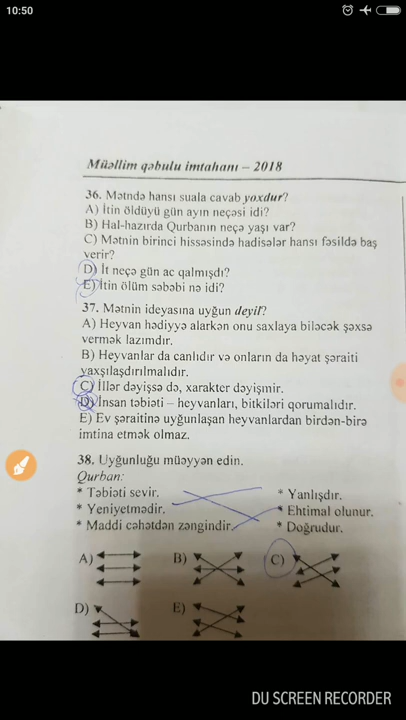 10:50
Müəllim qəbulu imtahanı – 2018
36. Mətndə hansı suala cavab yoxdur?
A) İtin öldüyü gün ayın neçəsi idi?
B) Hal-hazırda Qurbanın neçə yaşı var?
C) Mətnin birinci hissəsində hadisələr hansı fəsildə baş
verir?
D) İt neçə gün ac qalmışdı?
E) İtin ölüm səbəbi nə idi?
37. Mətnin ideyasına uyğun deyil?
A) Heyvan hədiyyə alarkən onu saxlaya biləcək şəxsə
vermək lazımdır.
B) Heyvanlar da canlıdır və onların da həyat şəraiti
yaxşılaşdırılmalıdır.
C) İllər dəyişsə də, xarakter dəyişmir.
D) İnsan təbiəti – heyvanları, bitkiləri qorumalıdır.
E) Ev şəraitinə uyğunlaşan heyvanlardan birdən-birə
imtina etmək olmaz.
38. Uyğunluğu müəyyən edin.
Qurban:
* Təbiəti sevir. * Yanlışdır.
* Yeniyetmədir. * Ehtimal olunur.
* Maddi cəhətdən zəngindir. * Doğrudur.
A) B) C)
D) E)
DU SCREEN RECORDER